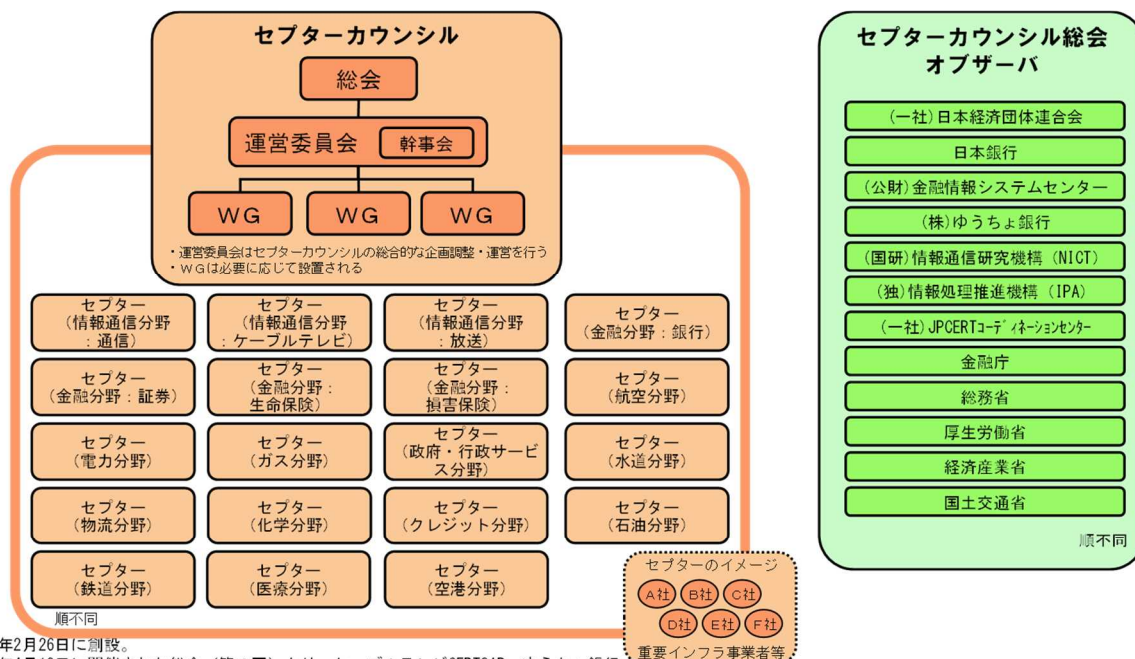 セプターカウンシル
総会
運営委員会
幹事会
WG
WG
WG
・運営委員会はセプターカウンシルの総合的な企画調整・運営を行う
・WGは必要に応じて設置される
セプター
(情報通信分野
:通信)
セプター
(情報通信分野
:ケーブルテレビ)
セプター
(情報通信分野
:放送)
セプター
(金融分野:銀行)
セプター
(金融分野:証券)
セプター
(金融分野:
生命保険)
セプター
(金融分野:
損害保険)
セプター
(航空分野)
セプター
(電力分野)
セプター
(ガス分野)
セプター
(政府・行政サービ
ス分野)
セプター
(水道分野)
セプター
(物流分野)
セプター
(化学分野)
セプター
(クレジット分野)
セプター
(石油分野)
セプター
(鉄道分野)
セプター
(医療分野)
セプター
(空港分野)
順不同
セプターのイメージ
A社
B社
C社
D社
E社
F社
重要インフラ事業者等
年2月26日に創設。
セプターカウンシル総会
オブザーバ
(一社)日本経済団体連合会
日本銀行
(公財)金融情報システムセンター
(株)ゆうちょ銀行
(国研)情報通信研究機構(NICT)
(独)情報処理推進機構(IPA)
(一社)JPCERTコーディネーションセンター
金融庁
総務省
厚生労働省
経済産業省
国土交通省
順不同